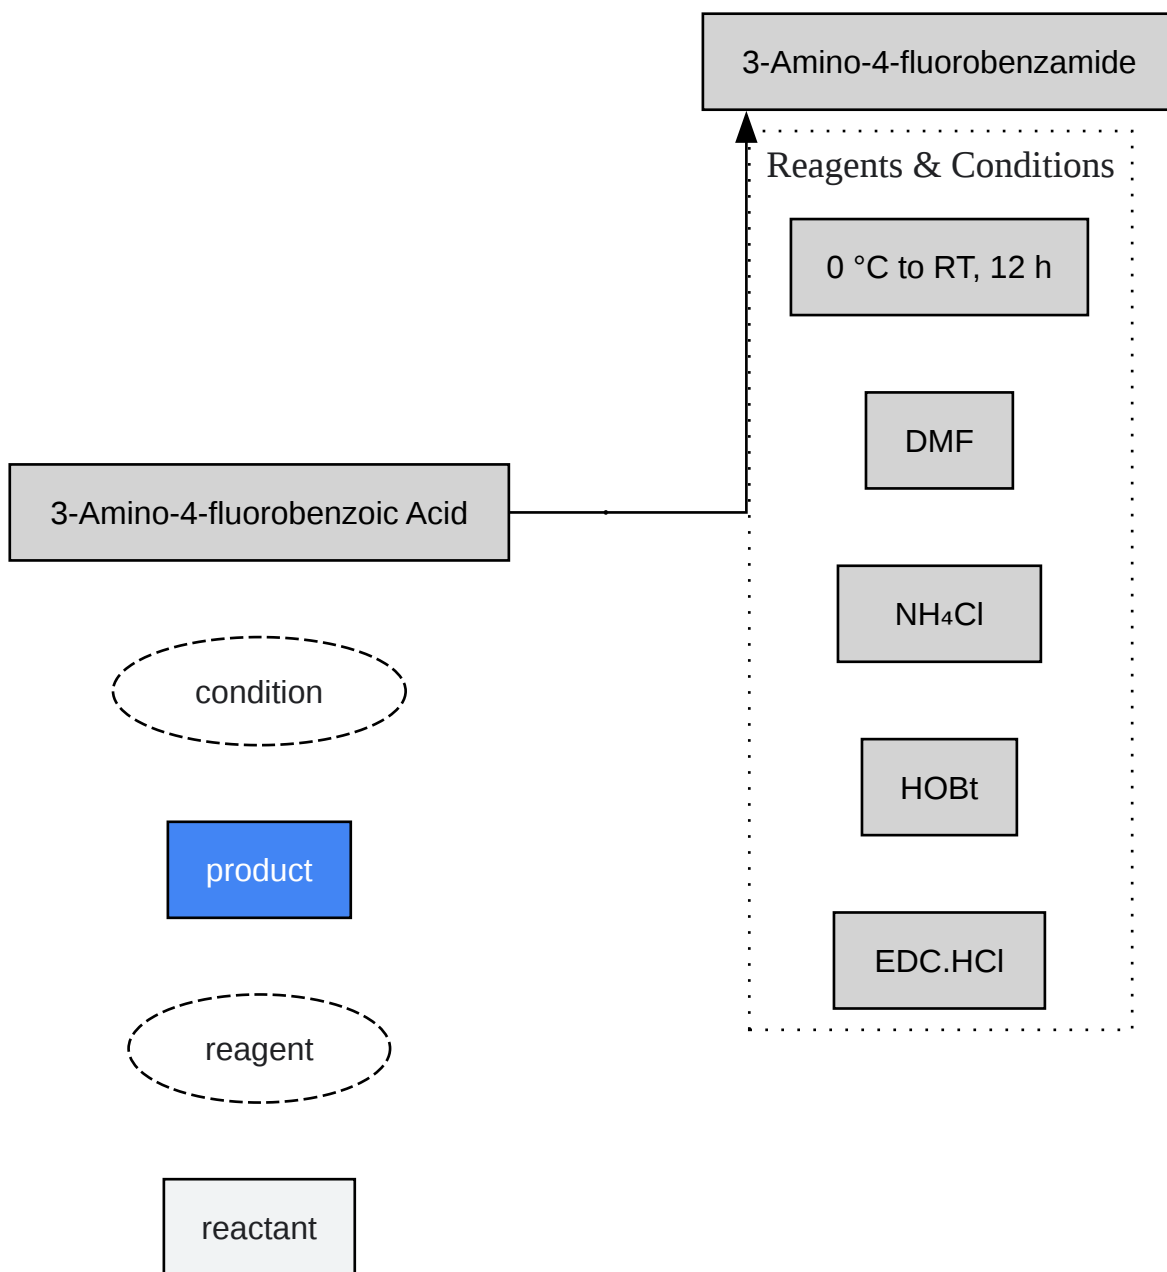 3-Amino-4-fluorobenzamide
Reagents & Conditions
0 °C to RT, 12 h
DMF
3-Amino-4-fluorobenzoic Acid
NH₄Cl
condition
HOBt
product
EDC.HCl
reagent
reactant